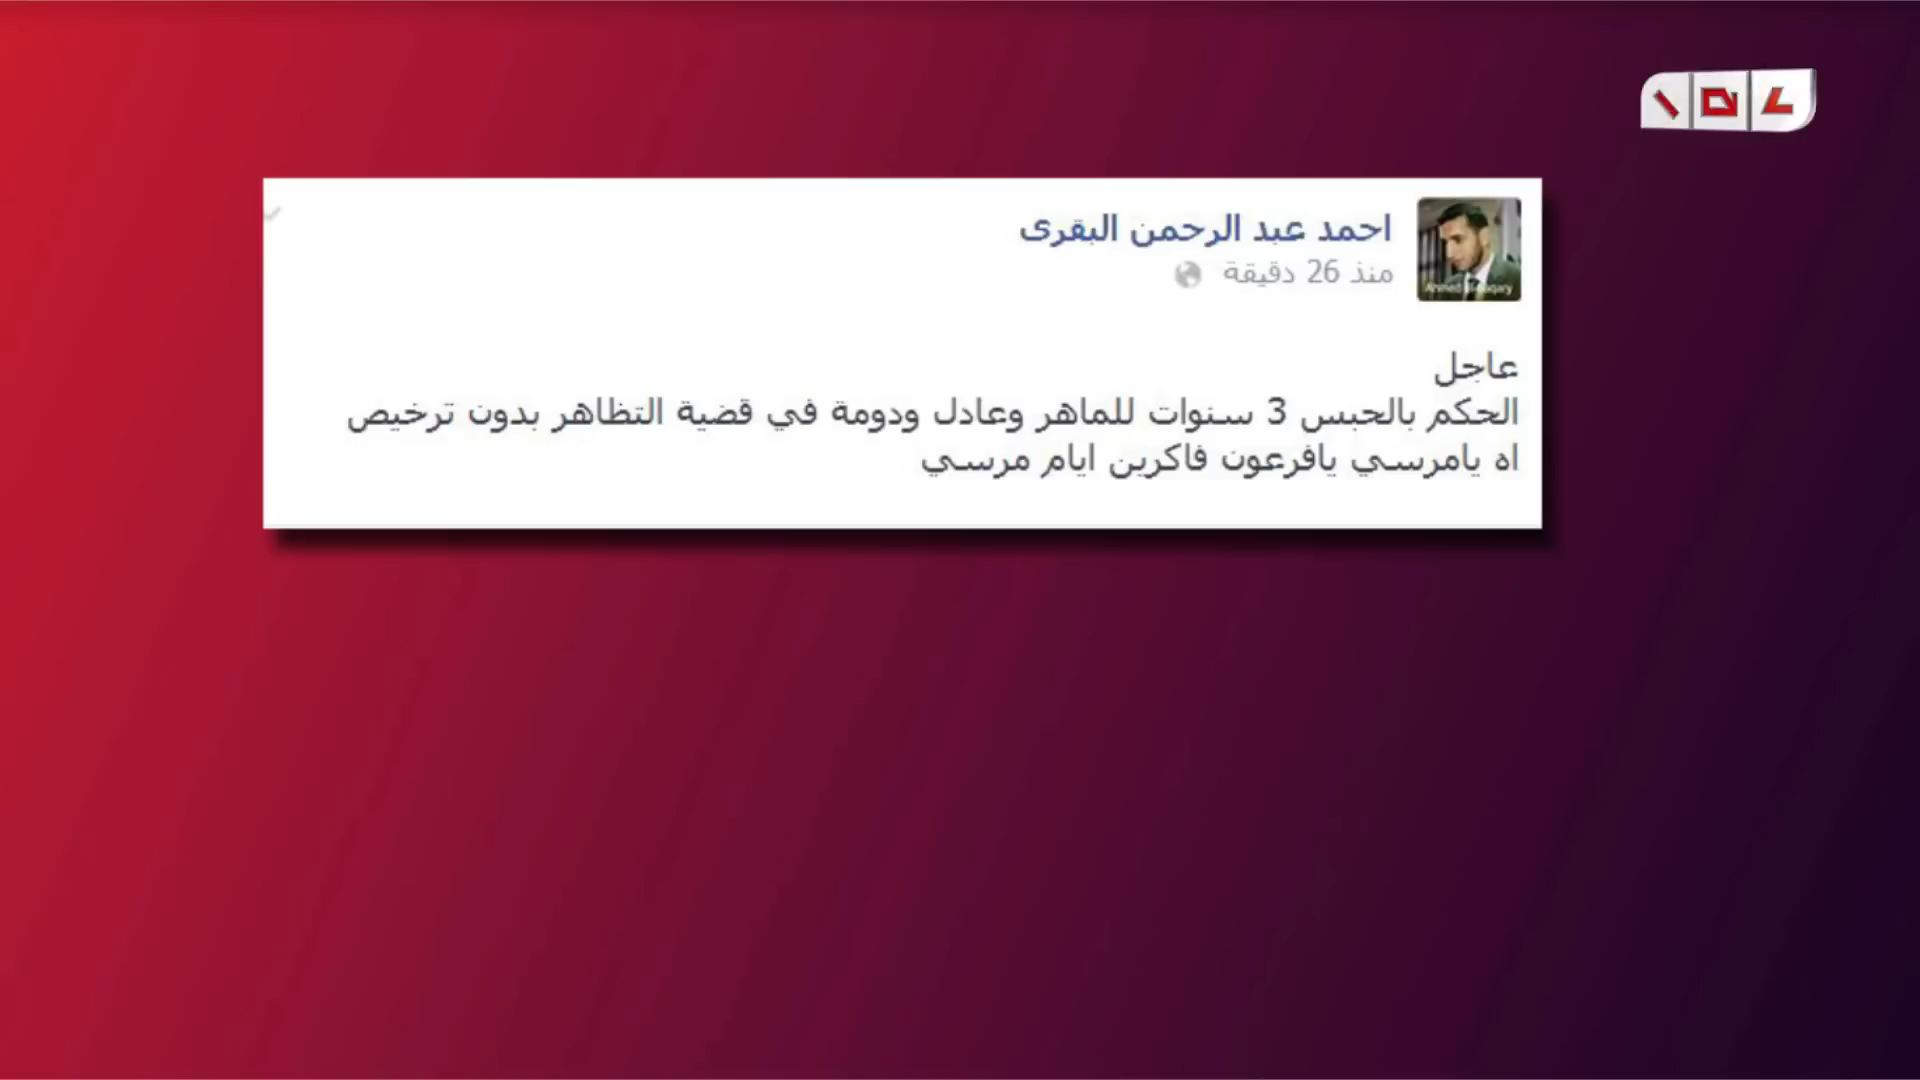 احمد عبد الرحمن البقرى
منذ 26 دقيقة
عاجل
الحكم بالحبس 3 سنوات للماهر وعادل ودومة في قضية التظاهر بدون ترخيص
اه يامرسي يافرعون فاكرين ايام مرسي